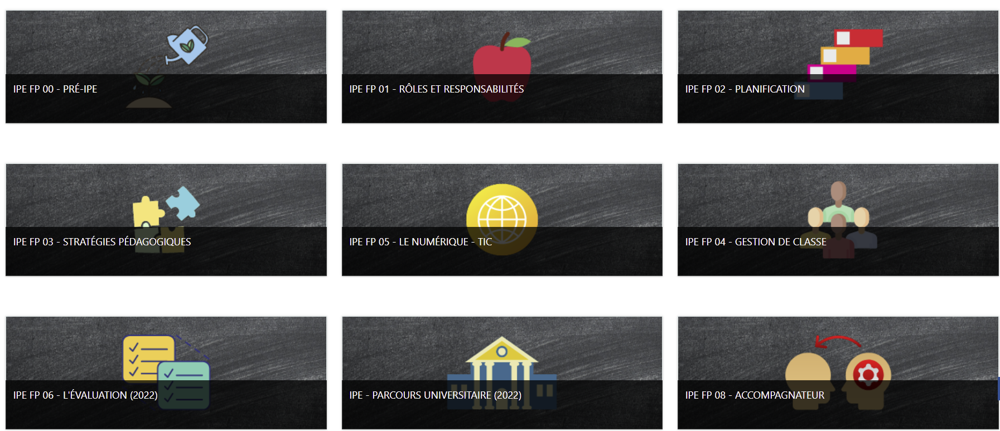 IPE FP 00 - PRÉ-IPE
IPE FP 01 - RÔLES ET RESPONSABILITÉS
IPE FP 02 - PLANIFICATION
IPE FP 03 - STRATÉGIES PÉDAGOGIQUES
IPE FP 05 - LE NUMÉRIQUE - TIC
IPE FP 04 - GESTION DE CLASSE
IPE FP 06 - L'ÉVALUATION (2022)
IPE - PARCOURS UNIVERSITAIRE (2022)
IPE FP 08 - ACCOMPAGNATEUR